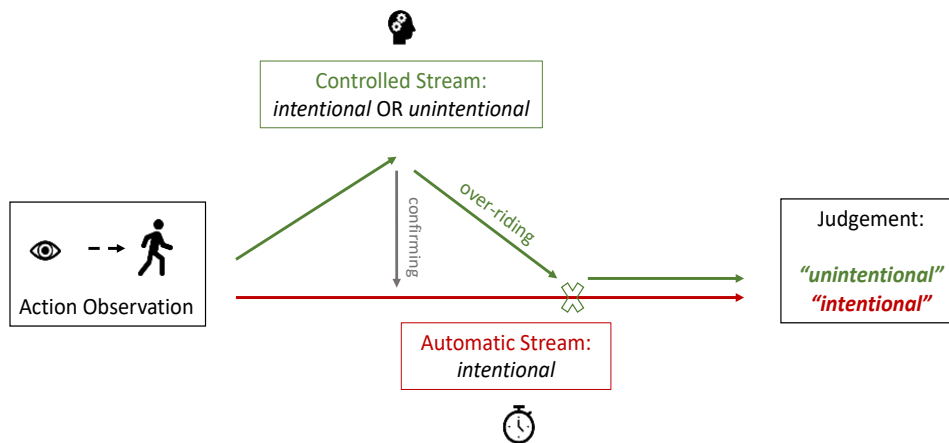 Controlled Stream:
intentional OR unintentional
over-riding
confirming
Judgement:
“unintentional”
“intentional”
Action Observation
Automatic Stream:
intentional